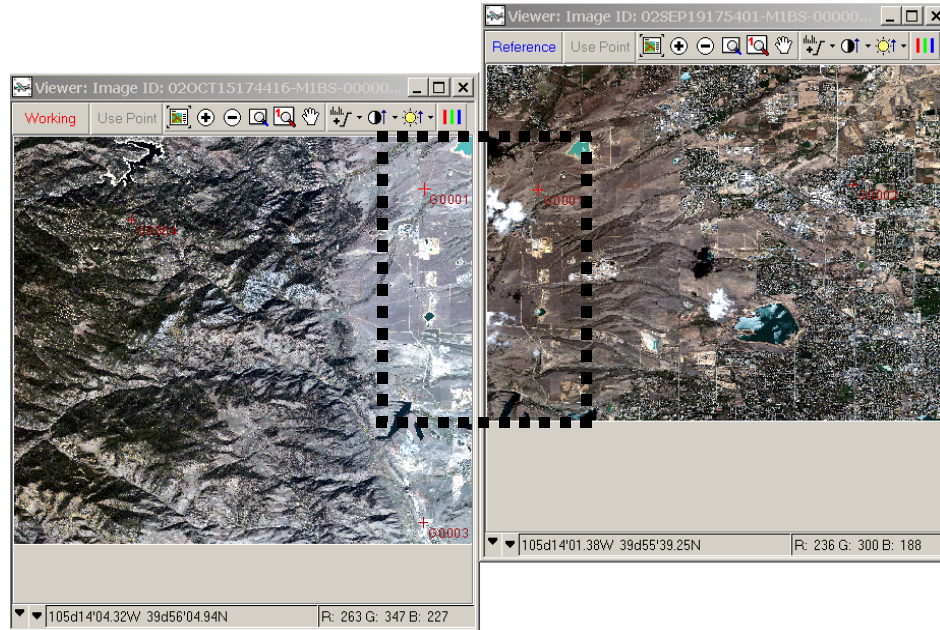 Viewer: Image ID: 02SEP19175401-M1BS-00000...
Reference Use Point
Viewer: Image ID: 02OCT15174416-M1BS-00000...
Working Use Point
G0001
G0001
G0003
105d14'01.38W 39d55'39.25N R: 236 G: 300 B: 188
105d14'04.32W 39d56'04.94N R: 263 G: 347 B: 227